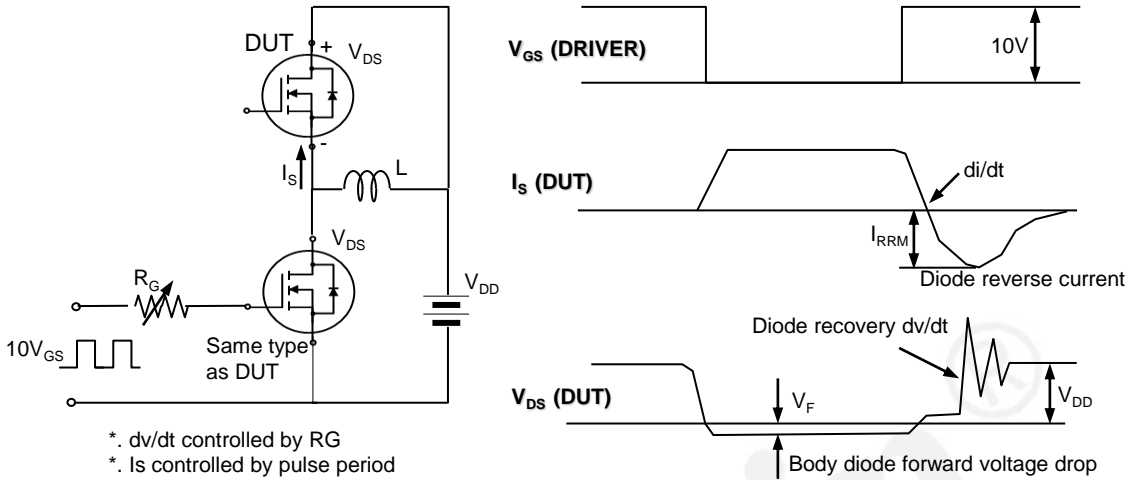 DUT
+
V_DS
-
I_S
L
V_DS
R_G
V_DD
10V_GS
Same type
as DUT
*. dv/dt controlled by RG
*. Is controlled by pulse period
V_GS (DRIVER)
10V
I_S (DUT)
di/dt
I_RRM
Diode reverse current
Diode recovery dv/dt
V_DS (DUT)
V_F
V_DD
Body diode forward voltage drop